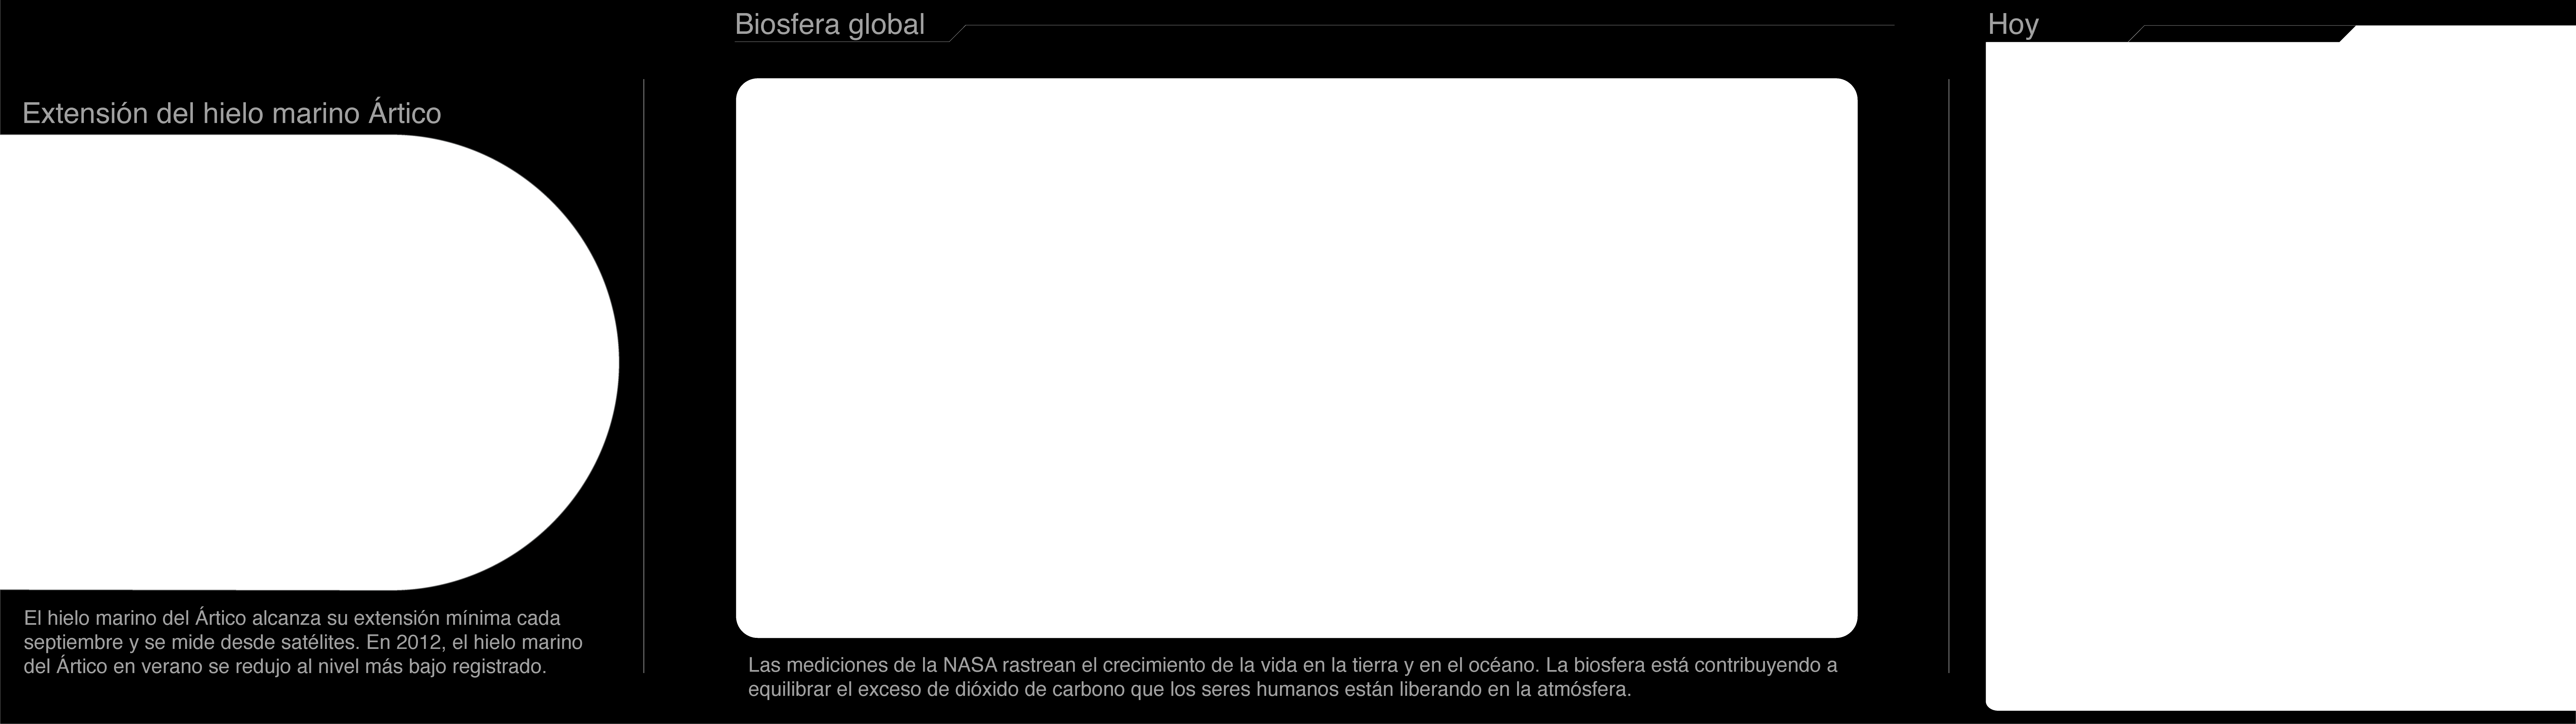 Extensión del hielo marino Ártico
El hielo marino del Ártico alcanza su extensión mínima cada
septiembre y se mide desde satélites. En 2012, el hielo marino
del Ártico en verano se redujo al nivel más bajo registrado.
Biosfera global
Las mediciones de la NASA rastrean el crecimiento de la vida en la tierra y en el océano. La biosfera está contribuyendo a
equilibrar el exceso de dióxido de carbono que los seres humanos están liberando en la atmósfera.
Hoy